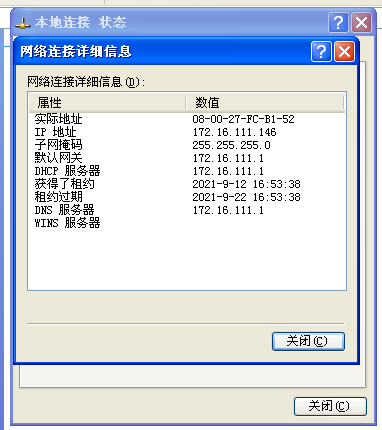 本地连接 状态
网络连接详细信息
网络连接详细信息(D):
属性 数值
实际地址 08-00-27-FC-B1-52
IP 地址 172.16.111.146
子网掩码 255.255.255.0
默认网关 172.16.111.1
DHCP 服务器 172.16.111.1
获得了租约 2021-9-12 16:53:38
租约过期 2021-9-22 16:53:38
DNS 服务器 172.16.111.1
WINS 服务器
关闭(C)
关闭(C)